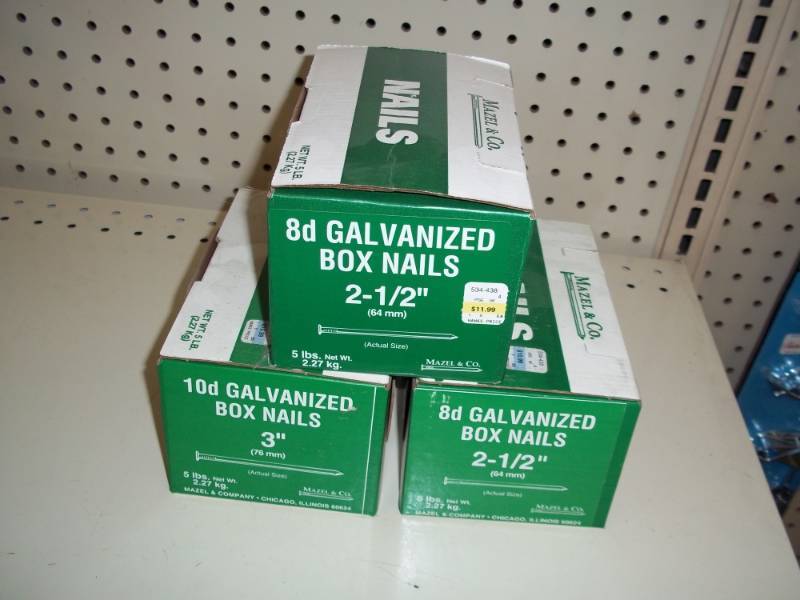 NAILS
MAZEL & CO.
NET WT. 5 LB.
(2.27 Kg)
8d GALVANIZED
BOX NAILS
2-1/2"
(64 mm)
(Actual Size)
5 lbs. Net Wt.
2.27 kg.
MAZEL & CO.
534-438
$11.99
NET WT. 5 LB.
(2.27 Kg)
10d GALVANIZED
BOX NAILS
3"
(76 mm)
(Actual Size)
5 lbs. Net Wt.
2.27 kg.
MAZEL & CO.
MAZEL & COMPANY • CHICAGO, ILLINOIS 60624
MAZEL & CO.
8d GALVANIZED
BOX NAILS
2-1/2"
(64 mm)
(Actual Size)
5 lbs. Net Wt.
2.27 kg.
MAZEL & CO.
MAZEL & COMPANY • CHICAGO, ILLINOIS 60624